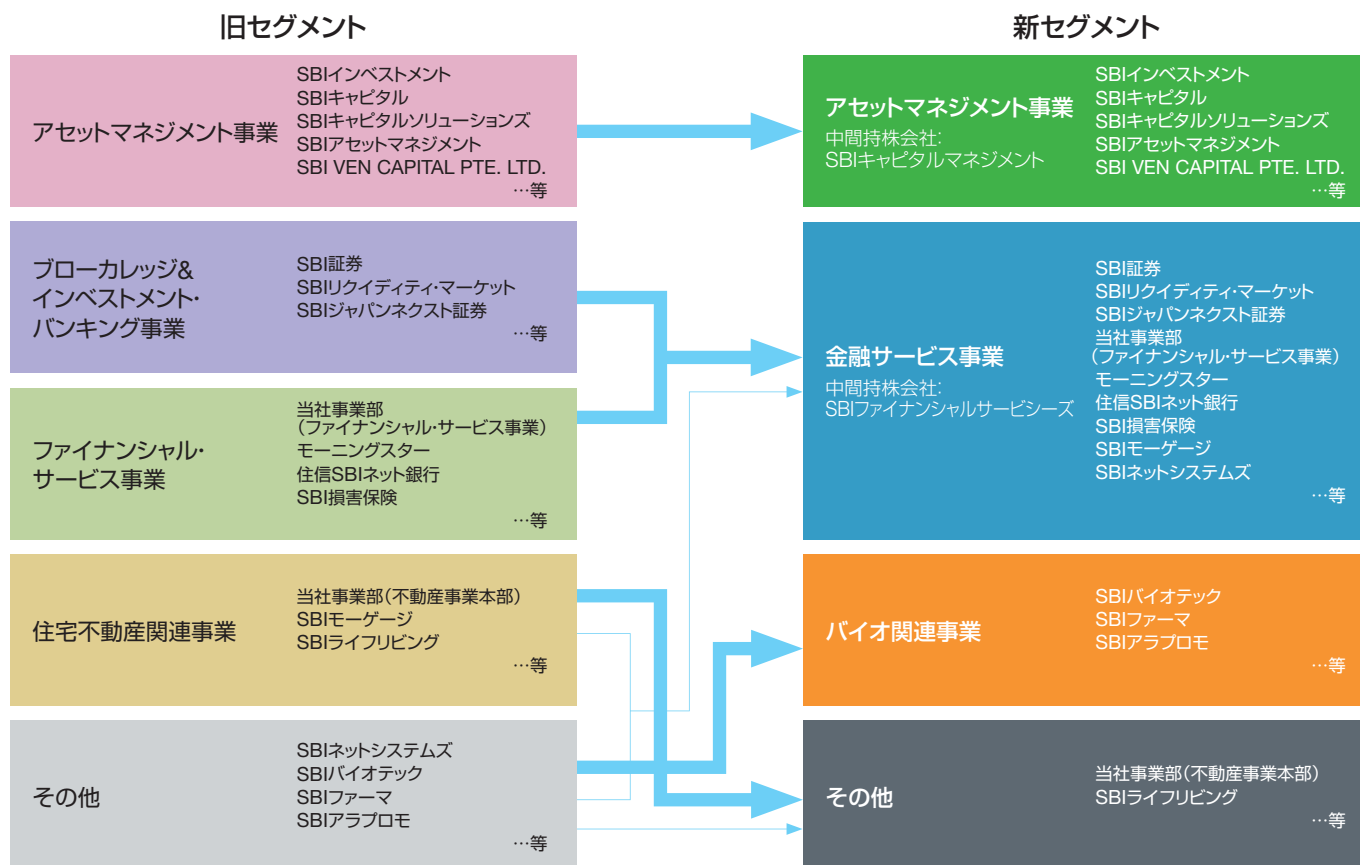 旧セグメント
アセットマネジメント事業
SBIインベストメント
SBIキャピタル
SBIキャピタルソリューションズ
SBIアセットマネジメント
SBI VEN CAPITAL PTE. LTD.
…等
ブローカレッジ&
インベストメント・
バンキング事業
SBI証券
SBIリクイディティ・マーケット
SBIジャパンネクスト証券
…等
ファイナンシャル・
サービス事業
当社事業部
(ファイナンシャル・サービス事業)
モーニングスター
住信SBIネット銀行
SBI損害保険
…等
住宅不動産関連事業
当社事業部(不動産事業本部)
SBIモーゲージ
SBIライフリビング
…等
その他
SBIネットシステムズ
SBIバイオテック
SBIファーマ
SBIアラプロモ
…等
新セグメント
アセットマネジメント事業
中間持株会社:
SBIキャピタルマネジメント
SBIインベストメント
SBIキャピタル
SBIキャピタルソリューションズ
SBIアセットマネジメント
SBI VEN CAPITAL PTE. LTD.
…等
金融サービス事業
中間持株会社:
SBIファイナンシャルサービシーズ
SBI証券
SBIリクイディティ・マーケット
SBIジャパンネクスト証券
当社事業部
(ファイナンシャル・サービス事業)
モーニングスター
住信SBIネット銀行
SBI損害保険
SBIモーゲージ
SBIネットシステムズ
…等
バイオ関連事業
SBIバイオテック
SBIファーマ
SBIアラプロモ
…等
その他
当社事業部(不動産事業本部)
SBIライフリビング
…等